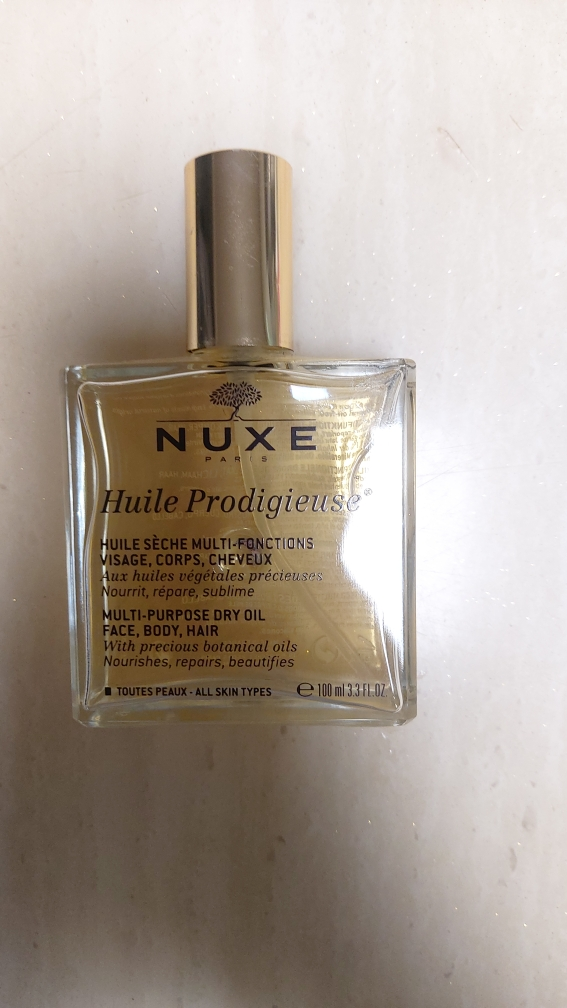 NUXE
PARIS
Huile Prodigieuse®
HUILE SÈCHE MULTI-FONCTIONS
VISAGE, CORPS, CHEVEUX
Aux huiles végétales précieuses
Nourrit, répare, sublime
MULTI-PURPOSE DRY OIL
FACE, BODY, HAIR
With precious botanical oils
Nourishes, repairs, beautifies
TOUTES PEAUX - ALL SKIN TYPES ℮ 100 ml 3.3 FL.OZ